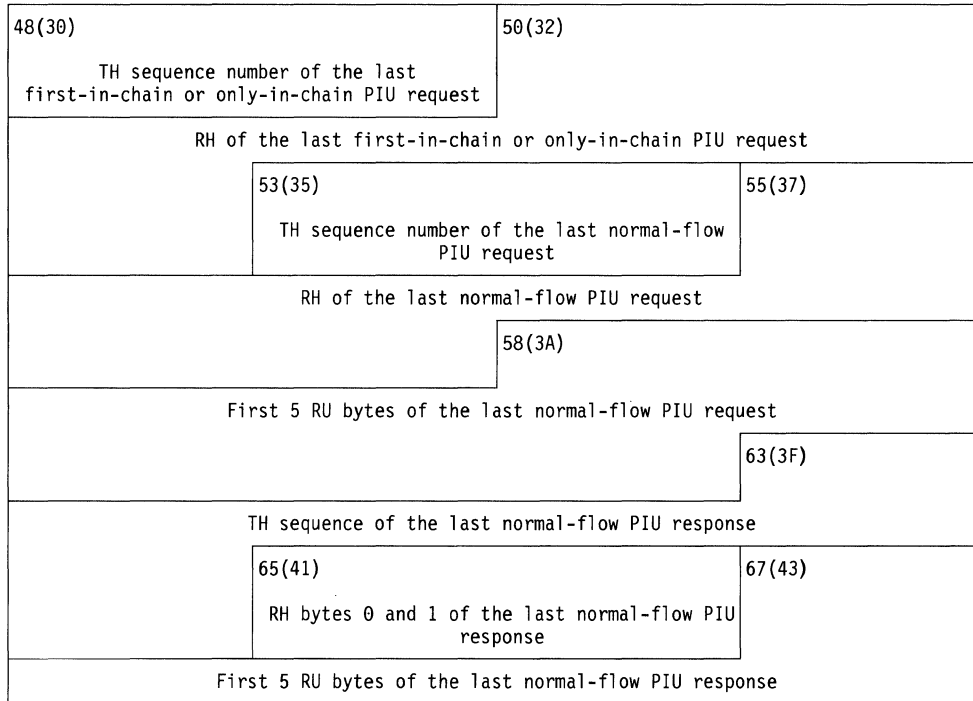 48(30) 50(32)
TH sequence number of the last
first-in-chain or only-in-chain PIU request
RH of the last first-in-chain or only-in-chain PIU request
53(35) 55(37)
TH sequence number of the last normal-flow
PIU request
RH of the last normal-flow PIU request
58(3A)
First 5 RU bytes of the last normal-flow PIU request
63(3F)
TH sequence of the last normal-flow PIU response
65(41) 67(43)
RH bytes 0 and 1 of the last normal-flow PIU
response
First 5 RU bytes of the last normal-flow PIU response